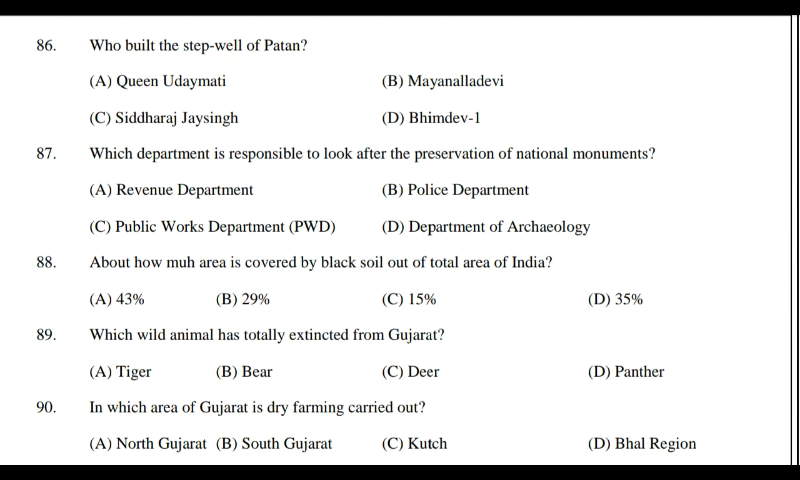 86. Who built the step-well of Patan?
(A) Queen Udaymati (B) Mayanalladevi
(C) Siddharaj Jaysingh (D) Bhimdev-1
87. Which department is responsible to look after the preservation of national monuments?
(A) Revenue Department (B) Police Department
(C) Public Works Department (PWD) (D) Department of Archaeology
88. About how muh area is covered by black soil out of total area of India?
(A) 43% (B) 29% (C) 15% (D) 35%
89. Which wild animal has totally extincted from Gujarat?
(A) Tiger (B) Bear (C) Deer (D) Panther
90. In which area of Gujarat is dry farming carried out?
(A) North Gujarat (B) South Gujarat (C) Kutch (D) Bhal Region